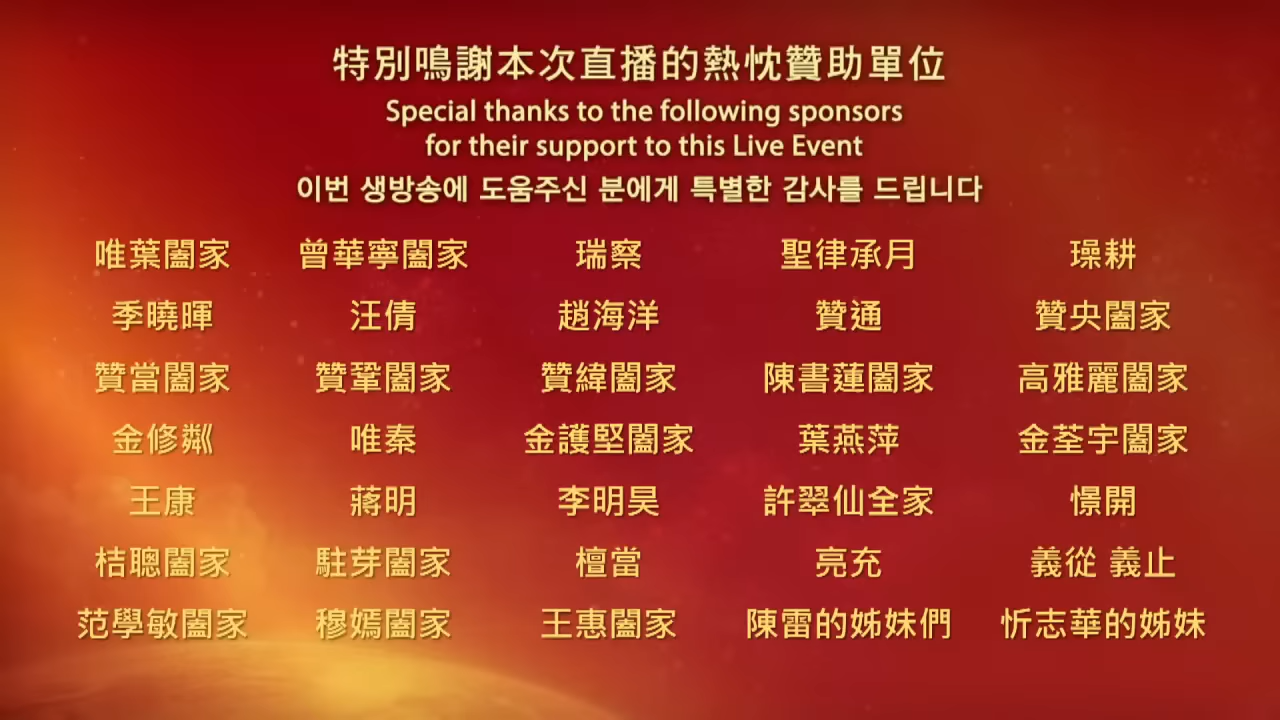 特別鳴謝本次直播的熱忱贊助單位
Special thanks to the following sponsors
for their support to this Live Event
이번 생방송에 도움주신 분에게 특별한 감사를 드립니다
唯葉闔家 曾華寧闔家 瑞察 聖律承月 璪耕
季曉暉 汪倩 趙海洋 贊通 贊央闔家
贊當闔家 贊鞏闔家 贊緯闔家 陳書蓮闔家 高雅麗闔家
金修粼 唯秦 金護堅闔家 葉燕萍 金荃宇闔家
王康 蔣明 李明昊 許翠仙全家 憬開
桔聰闔家 駐芽闔家 檀當 亮充 義從 義止
范學敏闔家 穆嫣闔家 王惠闔家 陳雷的姊妹們 忻志華的姊妹